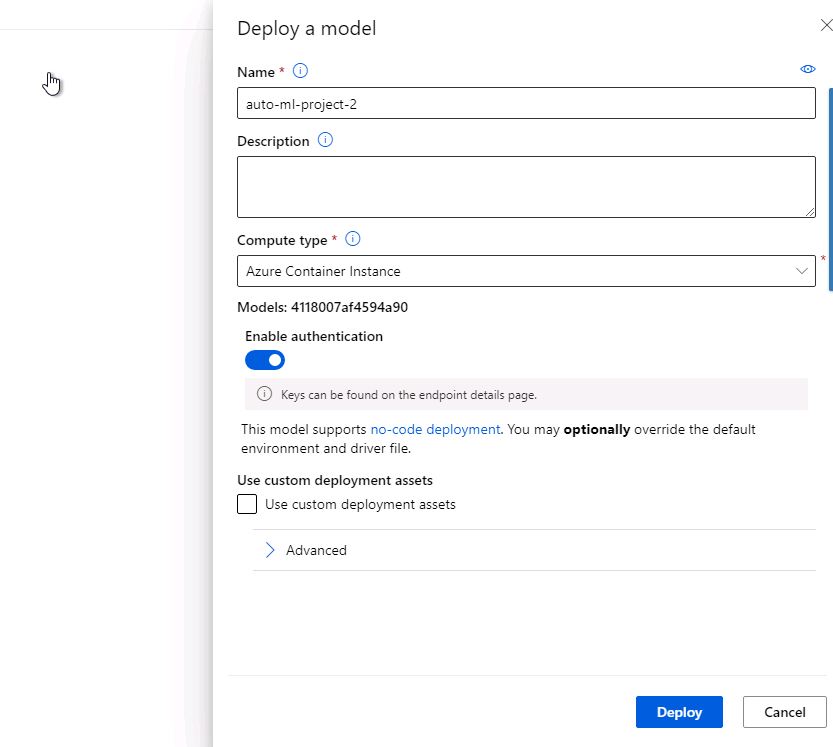 Deploy a model
Name *
auto-ml-project-2
Description
Compute type *
Azure Container Instance
*
Models: 4118007af4594a90
Enable authentication
Keys can be found on the endpoint details page.
This model supports no-code deployment. You may optionally override the default
environment and driver file.
Use custom deployment assets
Use custom deployment assets
Advanced
Deploy
Cancel